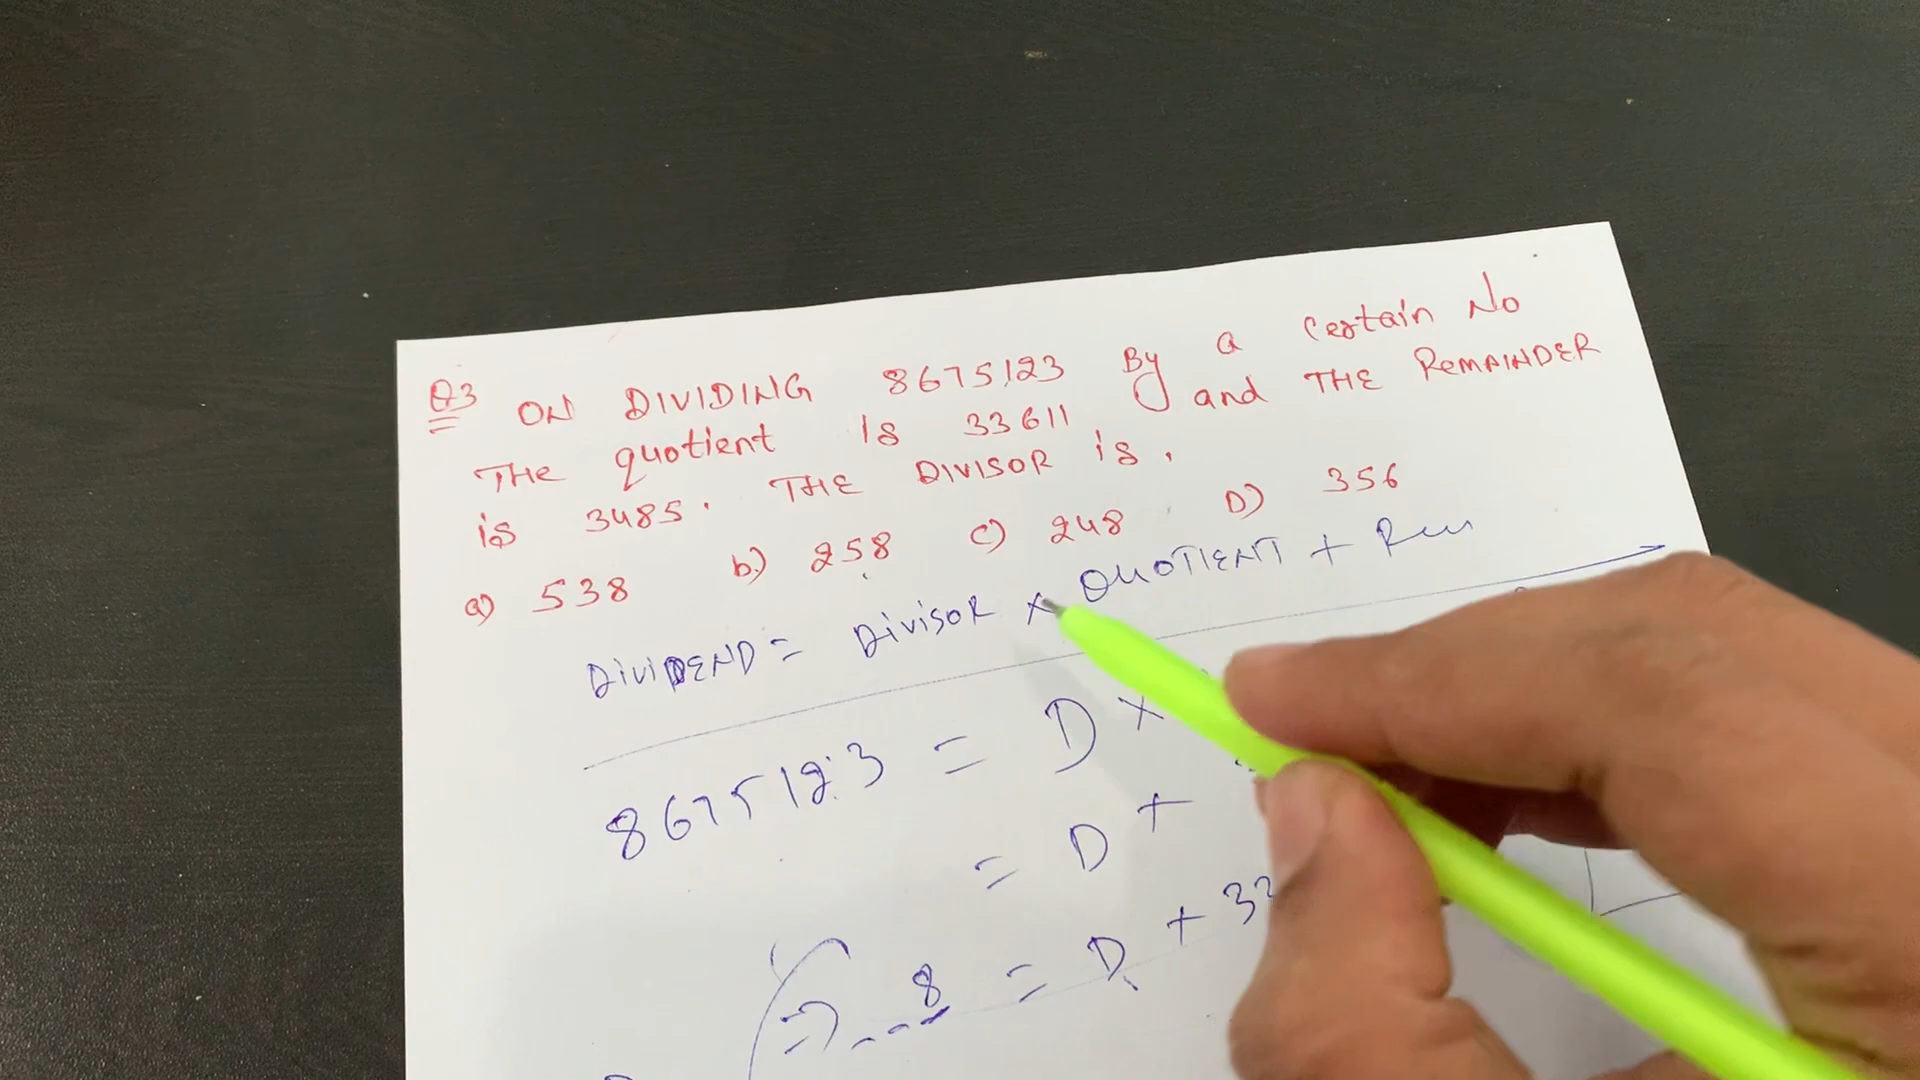 Q3 ON DIVIDING 8675123 By a certain No
THE quotient is 33611 and THE REMAINDER
is 3485. THE DIVISOR is.
a) 538 b.) 258 c) 248 D) 356
DIVIDEND = DIVISOR × QUOTIENT + Rem
8675123 = D ×
= D +
⇒ - - 8 = D +